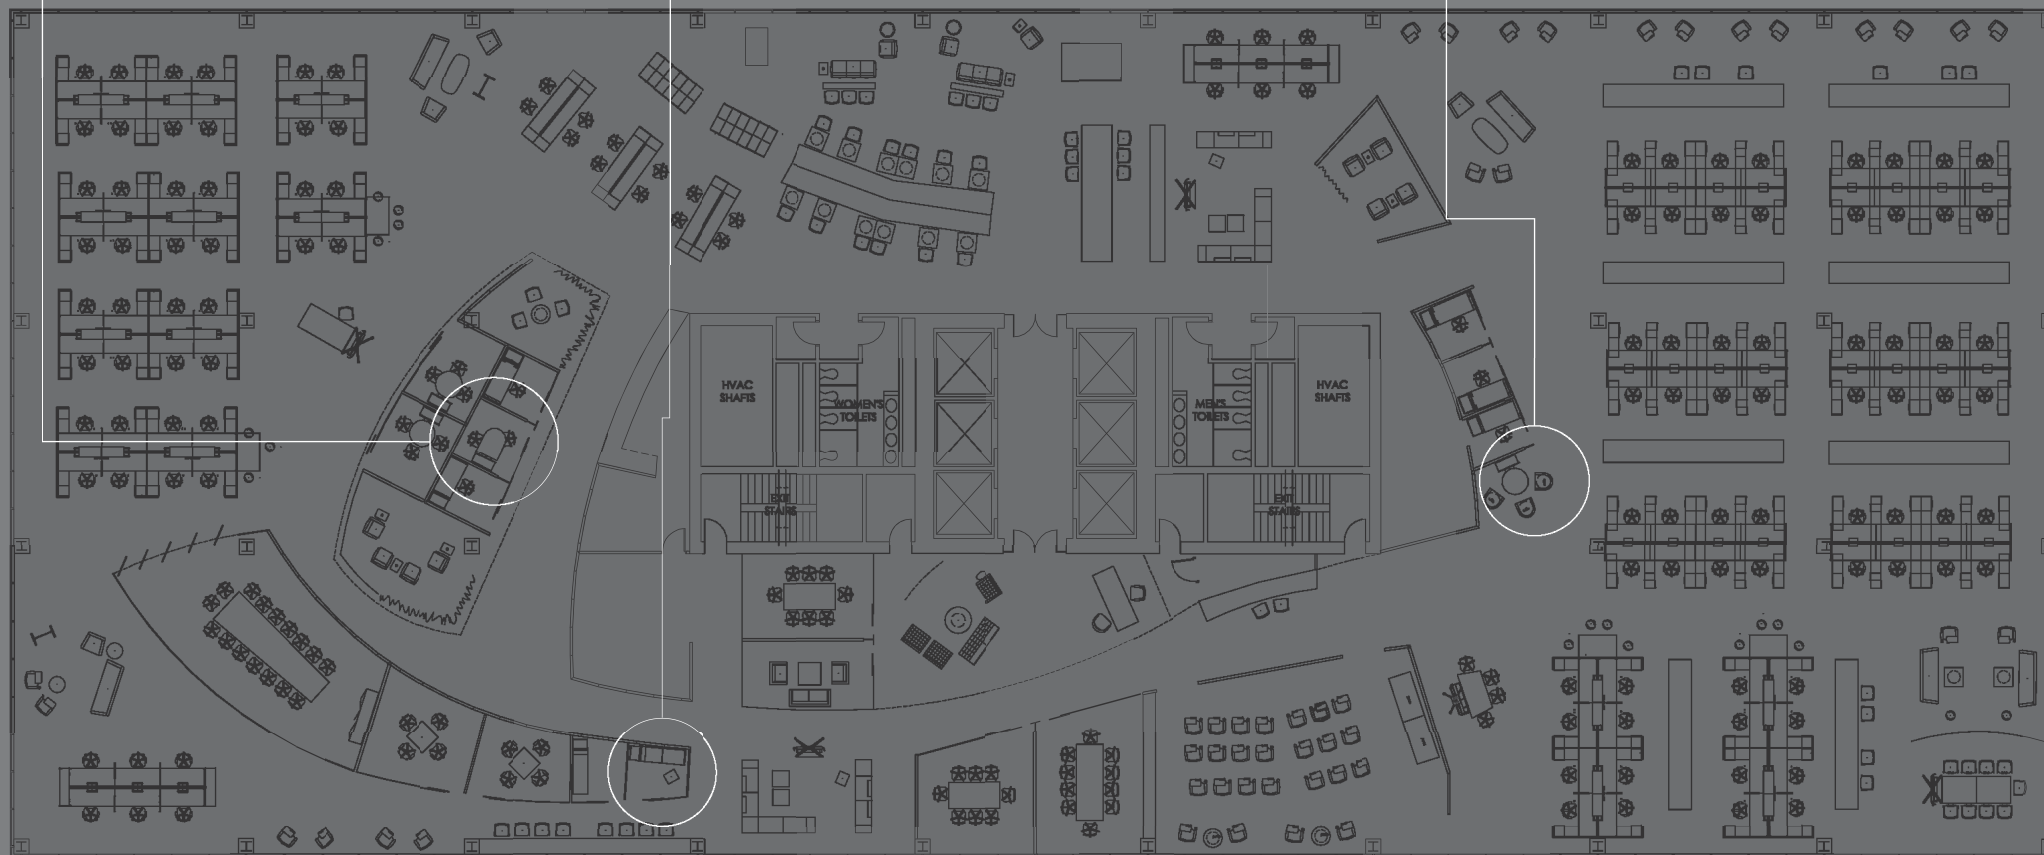 HVAC
SHAFTS
WOMEN'S
TOILETS
MEN'S
TOILETS
HVAC
SHAFTS
EXIT
STAIRS
EXIT
STAIRS